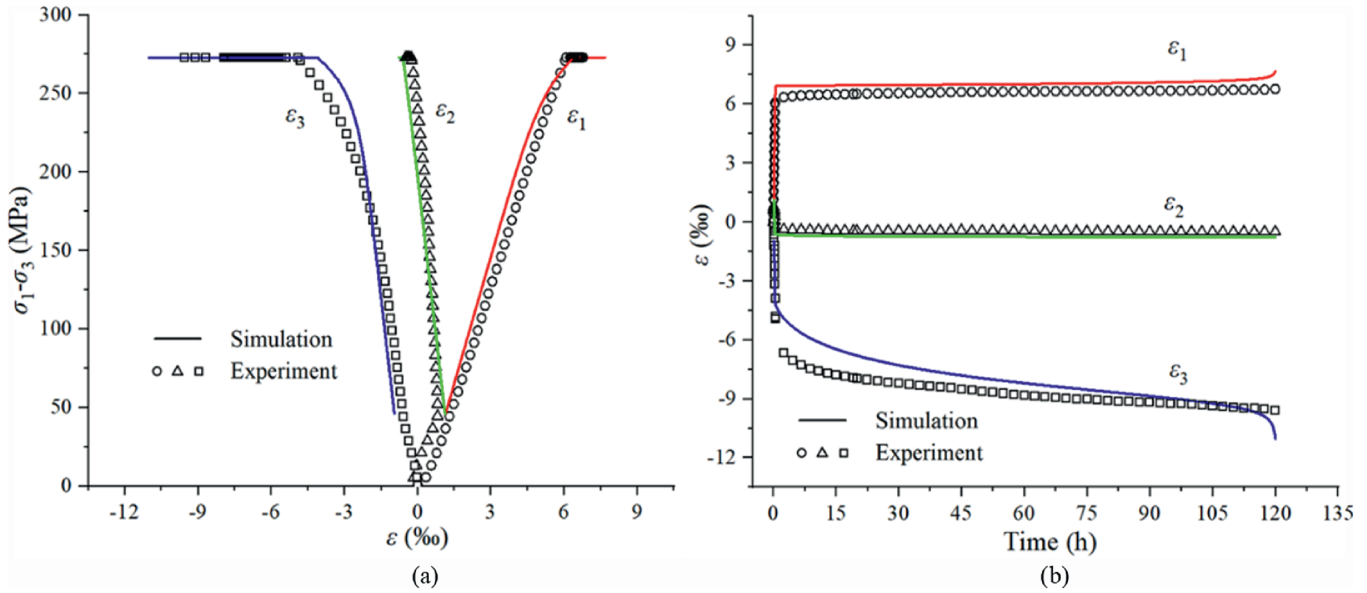 300
250
200
150
100
50
0
σ1-σ3 (MPa)
ε3
ε2
ε1
Simulation
Experiment
-12 -9 -6 -3 0 3 6 9
ε (‰)
(a)
9
6
3
0
-3
-6
-9
-12
ε (‰)
ε1
ε2
ε3
Simulation
Experiment
0 15 30 45 60 75 90 105 120 135
Time (h)
(b)